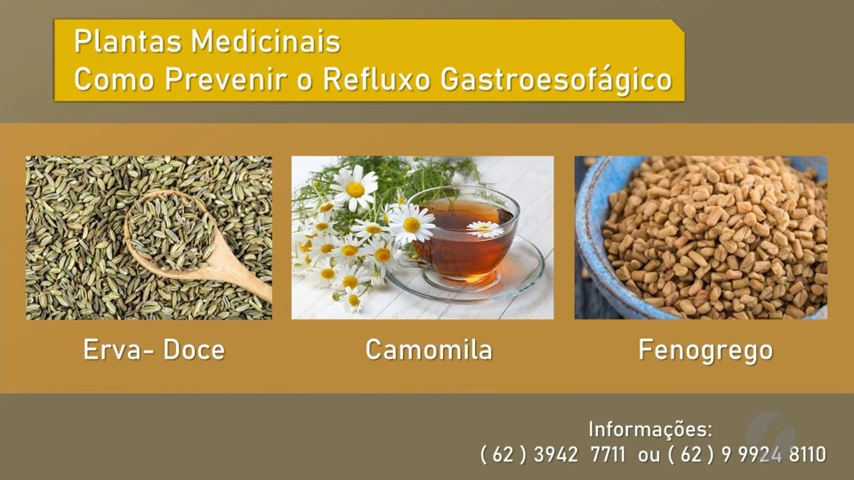 Plantas Medicinais
Como Prevenir o Refluxo Gastroesofágico
Erva- Doce
Camomila
Fenogrego
Informações:
( 62 ) 3942 7711 ou ( 62 ) 9 9924 8110